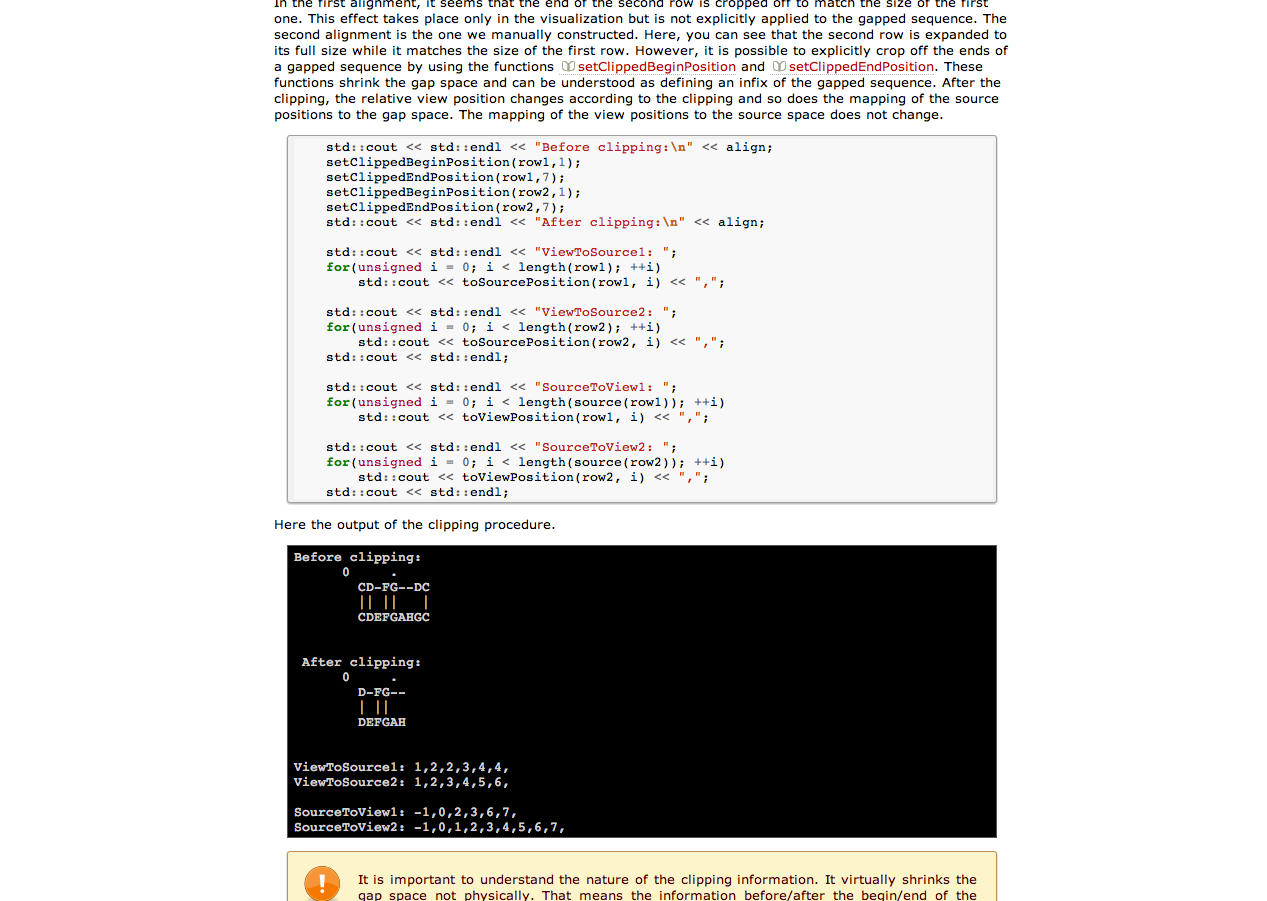 In the first alignment, it seems that the end of the second row is cropped off to match the size of the first
one. This effect takes place only in the visualization but is not explicitly applied to the gapped sequence. The
second alignment is the one we manually constructed. Here, you can see that the second row is expanded to
its full size while it matches the size of the first row. However, it is possible to explicitly crop off the ends of
a gapped sequence by using the functions setClippedBeginPosition and setClippedEndPosition. These
functions shrink the gap space and can be understood as defining an infix of the gapped sequence. After the
clipping, the relative view position changes according to the clipping and so does the mapping of the source
positions to the gap space. The mapping of the view positions to the source space does not change.
std::cout << std::endl << "Before clipping:\n" << align;
setClippedBeginPosition(row1,1);
setClippedEndPosition(row1,7);
setClippedBeginPosition(row2,1);
setClippedEndPosition(row2,7);
std::cout << std::endl << "After clipping:\n" << align;
std::cout << std::endl << "ViewToSource1: ";
for(unsigned i = 0; i < length(row1); ++i)
    std::cout << toSourcePosition(row1, i) << ",";
std::cout << std::endl << "ViewToSource2: ";
for(unsigned i = 0; i < length(row2); ++i)
    std::cout << toSourcePosition(row2, i) << ",";
std::cout << std::endl;
std::cout << std::endl << "SourceToView1: ";
for(unsigned i = 0; i < length(source(row1)); ++i)
    std::cout << toViewPosition(row1, i) << ",";
std::cout << std::endl << "SourceToView2: ";
for(unsigned i = 0; i < length(source(row2)); ++i)
    std::cout << toViewPosition(row2, i) << ",";
std::cout << std::endl;
Here the output of the clipping procedure.
Before clipping:
      0     .
        CD-FG--DC
        || ||   |
        CDEFGAHGC
 After clipping:
      0     .
        D-FG--
        | ||
        DEFGAH
ViewToSource1: 1,2,2,3,4,4,
ViewToSource2: 1,2,3,4,5,6,
SourceToView1: -1,0,2,3,6,7,
SourceToView2: -1,0,1,2,3,4,5,6,7,
It is important to understand the nature of the clipping information. It virtually shrinks the
gap space not physically. That means the information before/after the begin/end of the